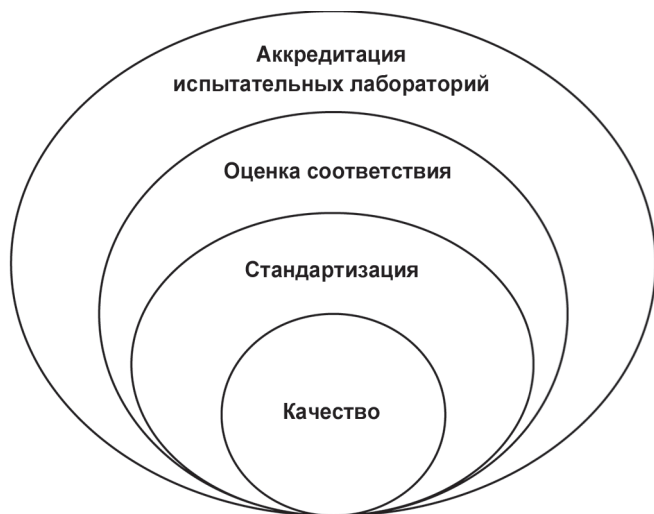 Аккредитация
испытательных лабораторий
Оценка соответствия
Стандартизация
Качество